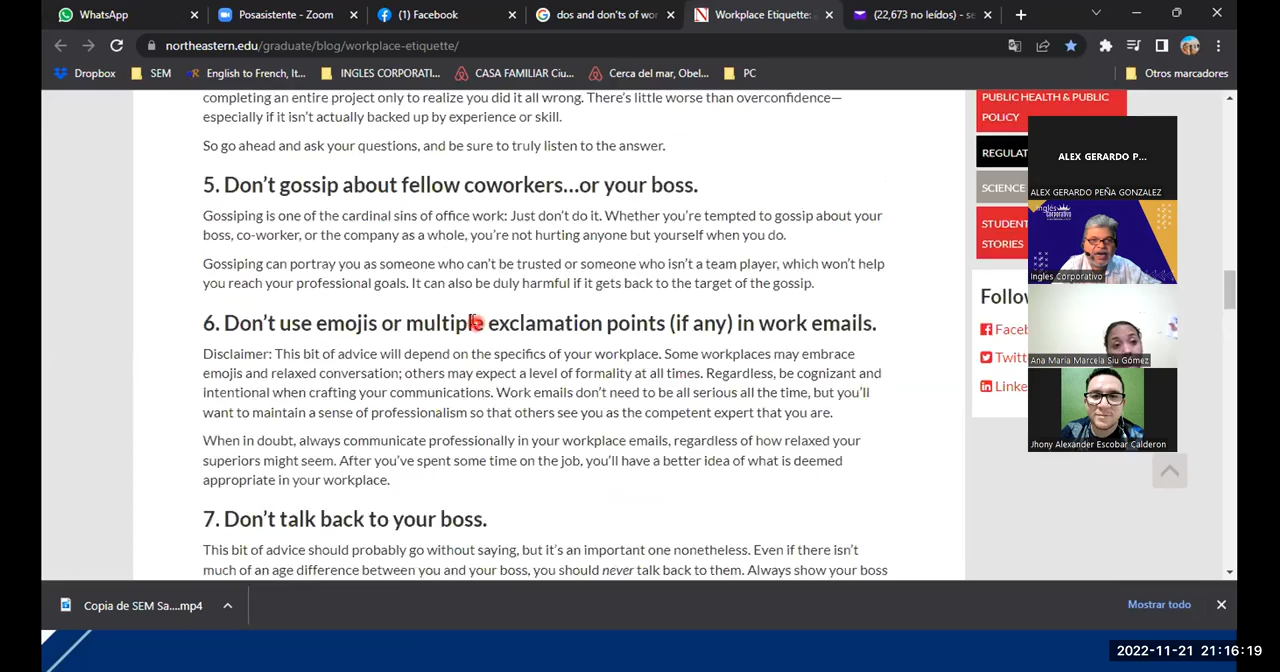 WhatsApp
Posasistente - Zoom
(1) Facebook
dos and don'ts of wor
Workplace Etiquette:
(22,673 no leídos) - se
northeastern.edu/graduate/blog/workplace-etiquette/
Dropbox
SEM
English to French, It...
INGLES CORPORATI...
CASA FAMILIAR Ciu...
Cerca del mar, Obel...
PC
Otros marcadores
completing an entire project only to realize you did it all wrong. There's little worse than overconfidence—
especially if it isn't actually backed up by experience or skill.
So go ahead and ask your questions, and be sure to truly listen to the answer.
5. Don't gossip about fellow coworkers...or your boss.
Gossiping is one of the cardinal sins of office work: Just don't do it. Whether you're tempted to gossip about your
boss, co-worker, or the company as a whole, you're not hurting anyone but yourself when you do.
Gossiping can portray you as someone who can't be trusted or someone who isn't a team player, which won't help
you reach your professional goals. It can also be duly harmful if it gets back to the target of the gossip.
6. Don't use emojis or multiple exclamation points (if any) in work emails.
Disclaimer: This bit of advice will depend on the specifics of your workplace. Some workplaces may embrace
emojis and relaxed conversation; others may expect a level of formality at all times. Regardless, be cognizant and
intentional when crafting your communications. Work emails don't need to be all serious all the time, but you'll
want to maintain a sense of professionalism so that others see you as the competent expert that you are.
When in doubt, always communicate professionally in your workplace emails, regardless of how relaxed your
superiors might seem. After you've spent some time on the job, you'll have a better idea of what is deemed
appropriate in your workplace.
7. Don't talk back to your boss.
This bit of advice should probably go without saying, but it's an important one nonetheless. Even if there isn't
much of an age difference between you and your boss, you should never talk back to them. Always show your boss
PUBLIC HEALTH & PUBLIC
POLICY
REGULAT
SCIENCE
STUDENT
STORIES
Follow
Faceb
Twitt
Linke
ALEX GERARDO P...
ALEX GERARDO PEÑA GONZALEZ
Inglés
Corporativo
Ingles Corporativo
Ana María Marcela Siu Gómez
Jhony Alexander Escobar Calderon
Copia de SEM Sa....mp4
Mostrar todo
2022-11-21 21:16:19